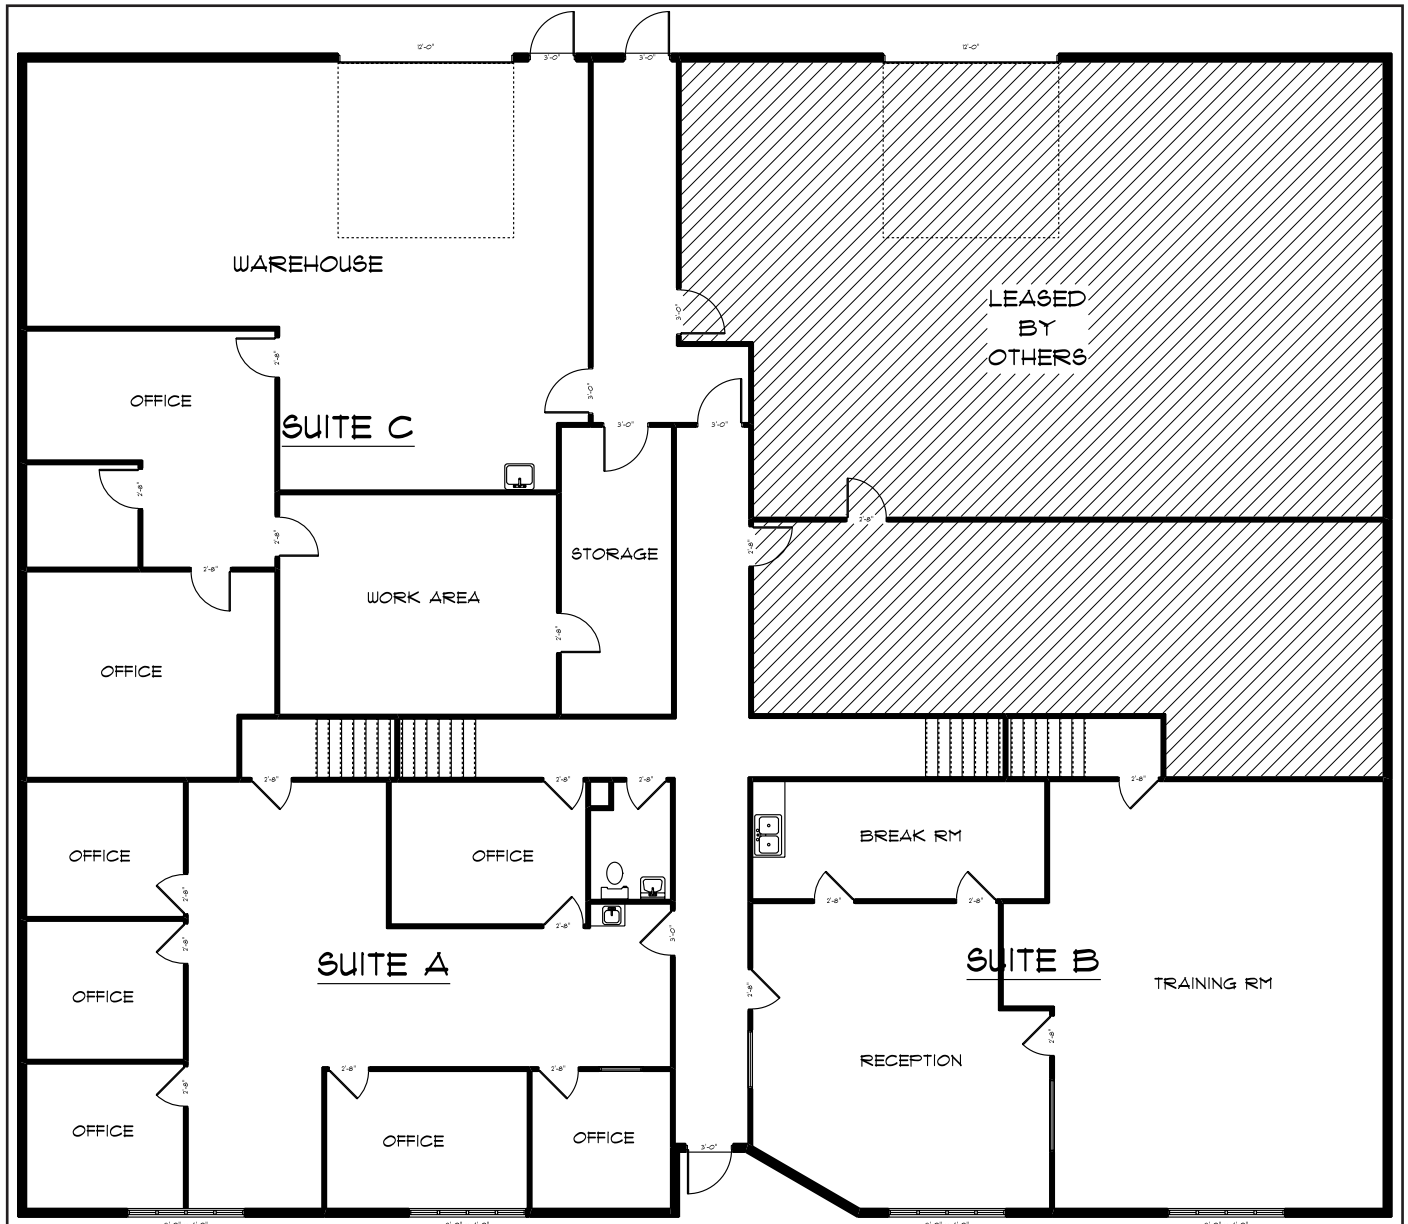 12'-0" 12'-0"
3'-0" 3'-0"
WAREHOUSE
LEASED
BY
OTHERS
3'-0"
2'-8"
OFFICE
3'-0"
SUITE C
3'-0" 3'-0"
2'-8"
2'-8"
2'-8"
2'-8"
STORAGE
2'-8"
WORK AREA
2'-8"
OFFICE
2'-8" 2'-8" 2'-8" 2'-8"
BREAK RM
OFFICE OFFICE
2'-8"
2'-8" 2'-8"
2'-8"
3'-0"
2'-8"
SUITE A
SUITE B
TRAINING RM
OFFICE
2'-8"
2'-8"
RECEPTION
2'-8" 2'-8"
2'-8"
OFFICE
OFFICE
OFFICE
3'-0"